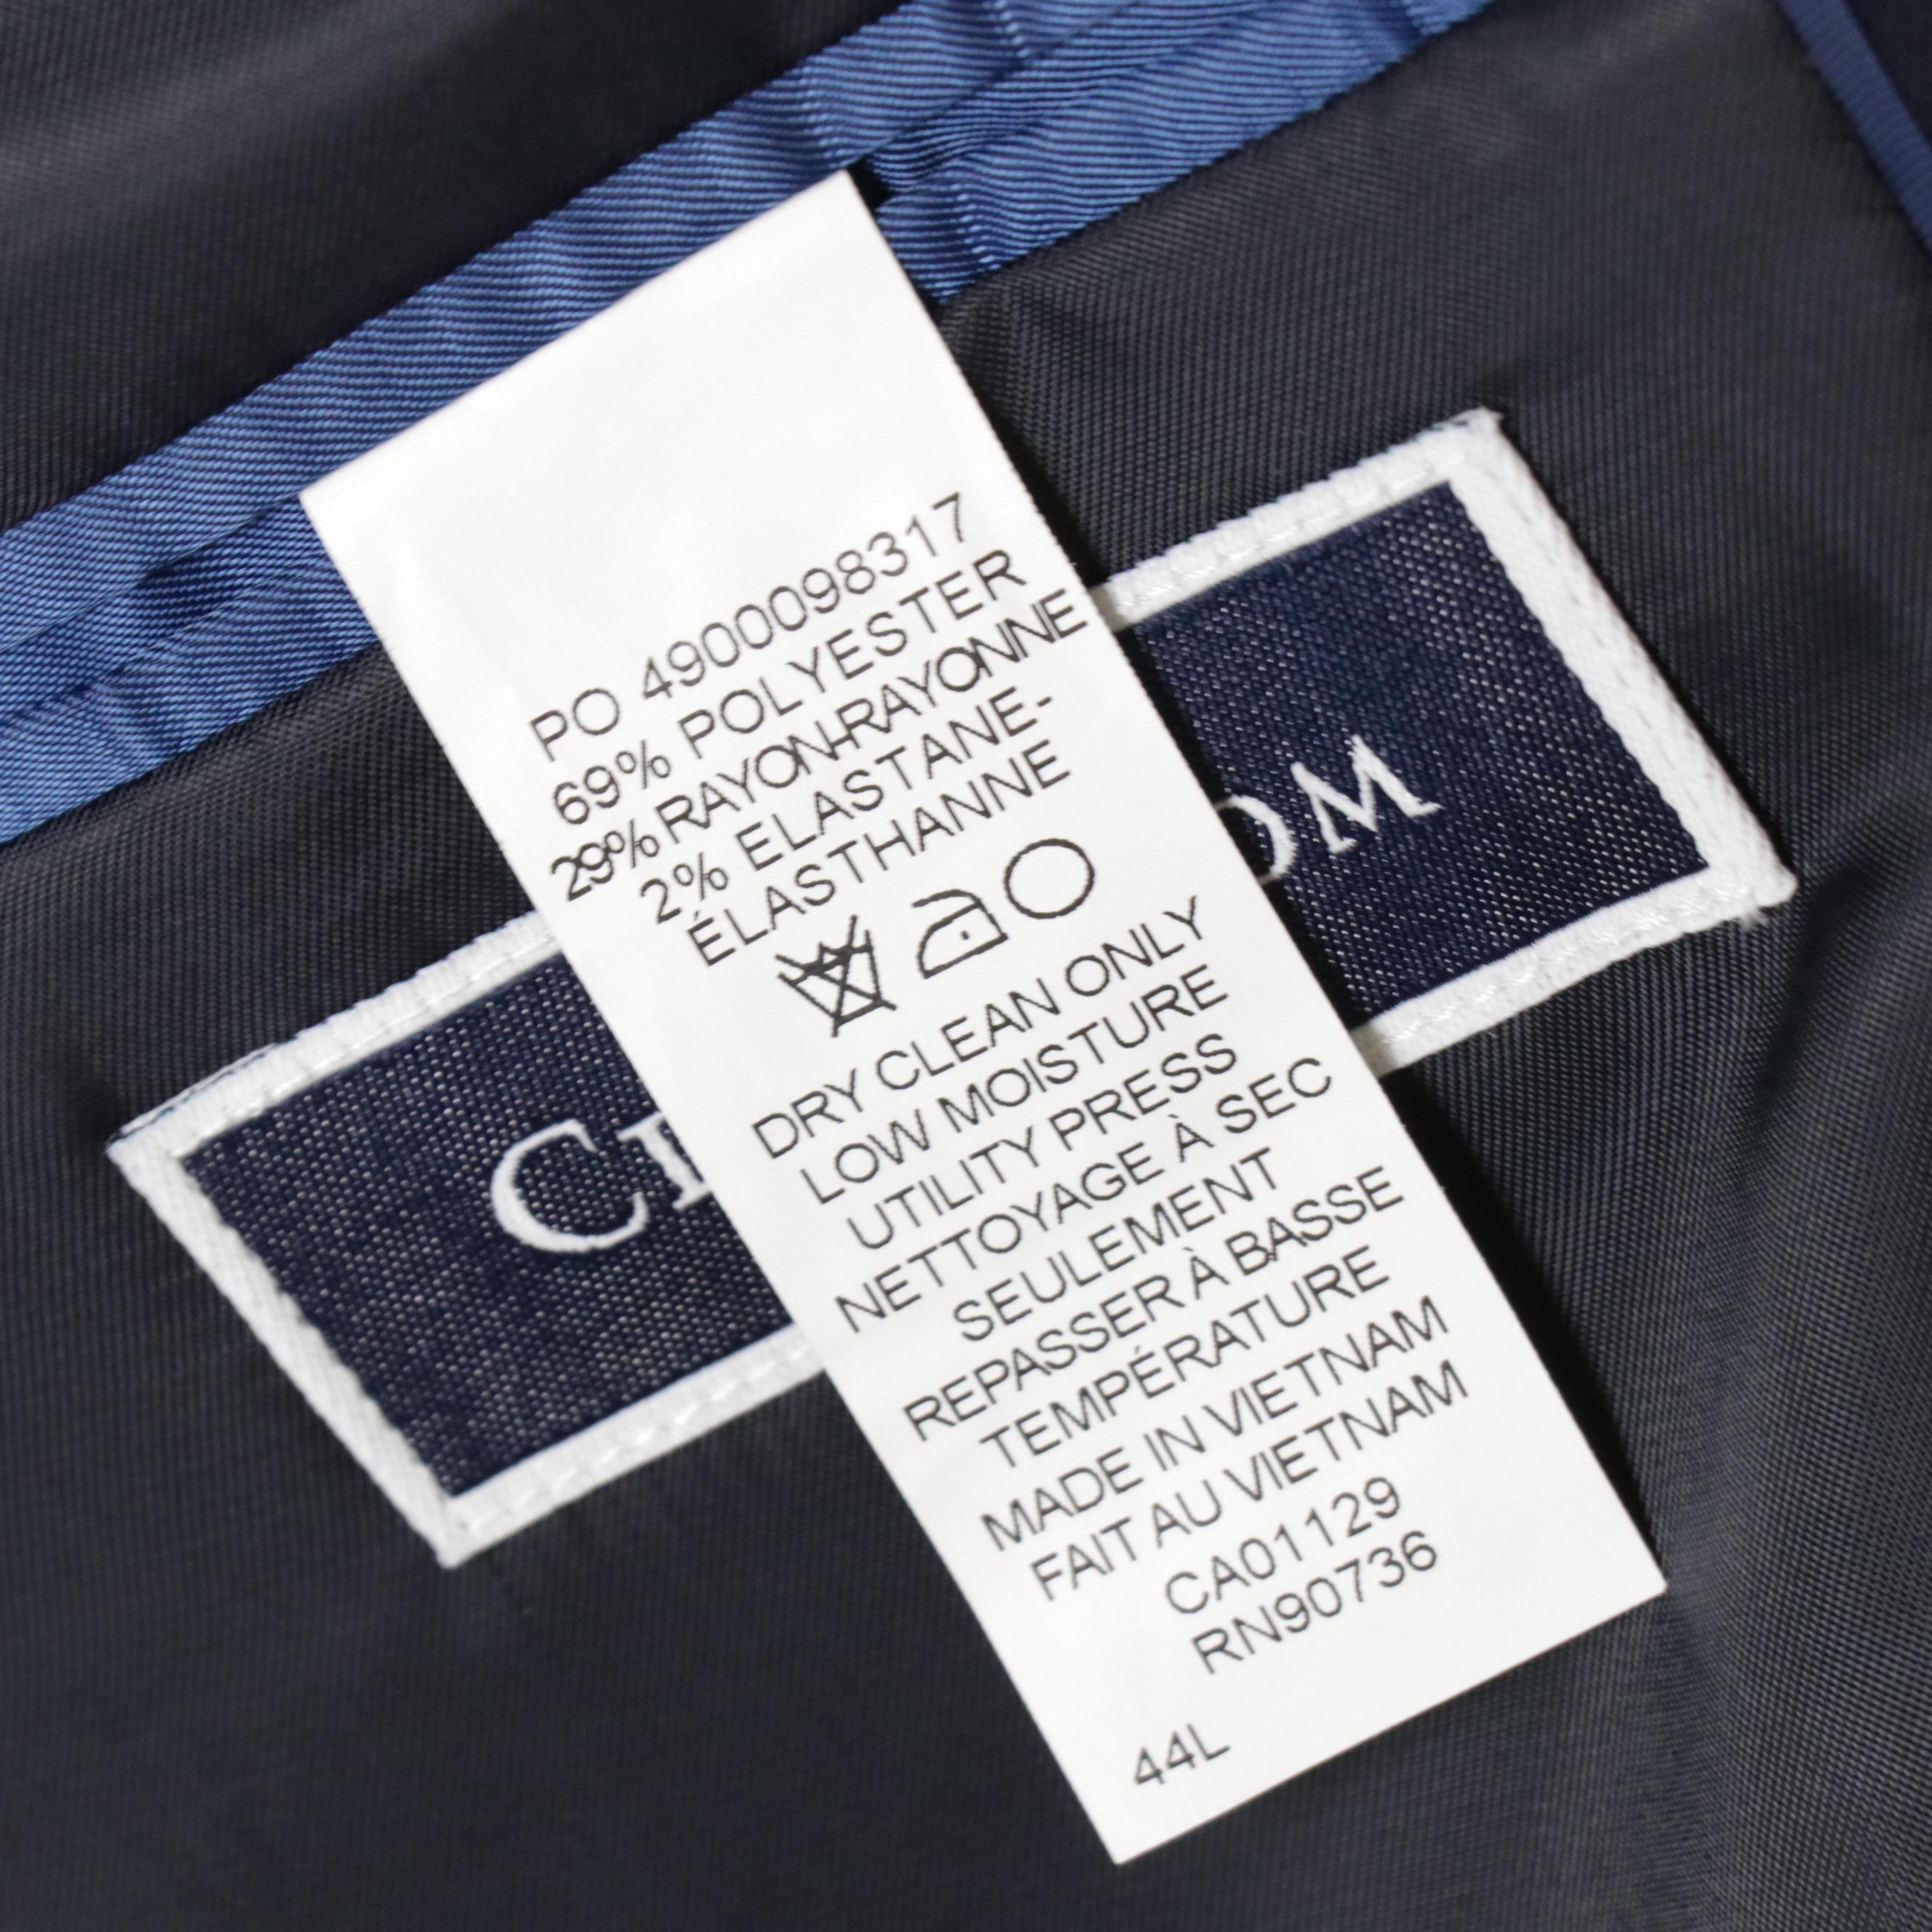 PO 4900098317
69% POLYESTER
29% RAYON-RAYONNE
2% ELASTANE-
ÉLASTHANNE
DRY CLEAN ONLY
LOW MOISTURE
UTILITY PRESS
NETTOYAGE À SEC
SEULEMENT
REPASSER À BASSE
TEMPÉRATURE
MADE IN VIETNAM
FAIT AU VIETNAM
CA01129
RN90736
44L